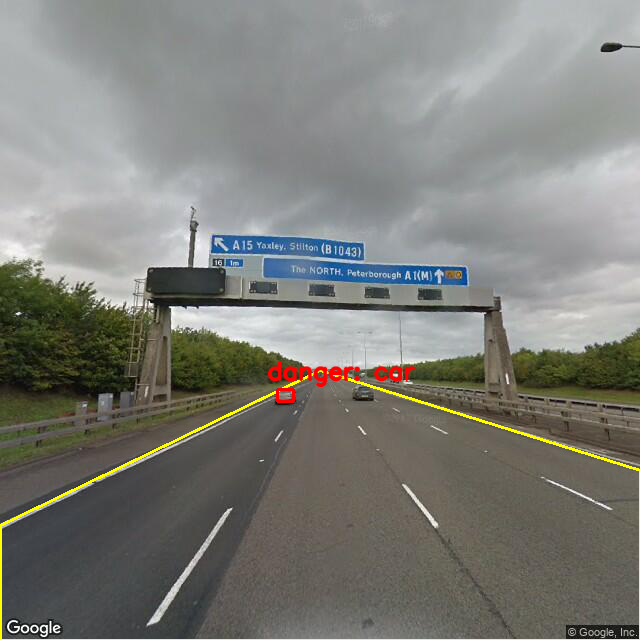 A15 Yaxley, Stilton (B1043)
16 1m
The NORTH, Peterborough A1(M)
danger: car
Google
© Google, Inc